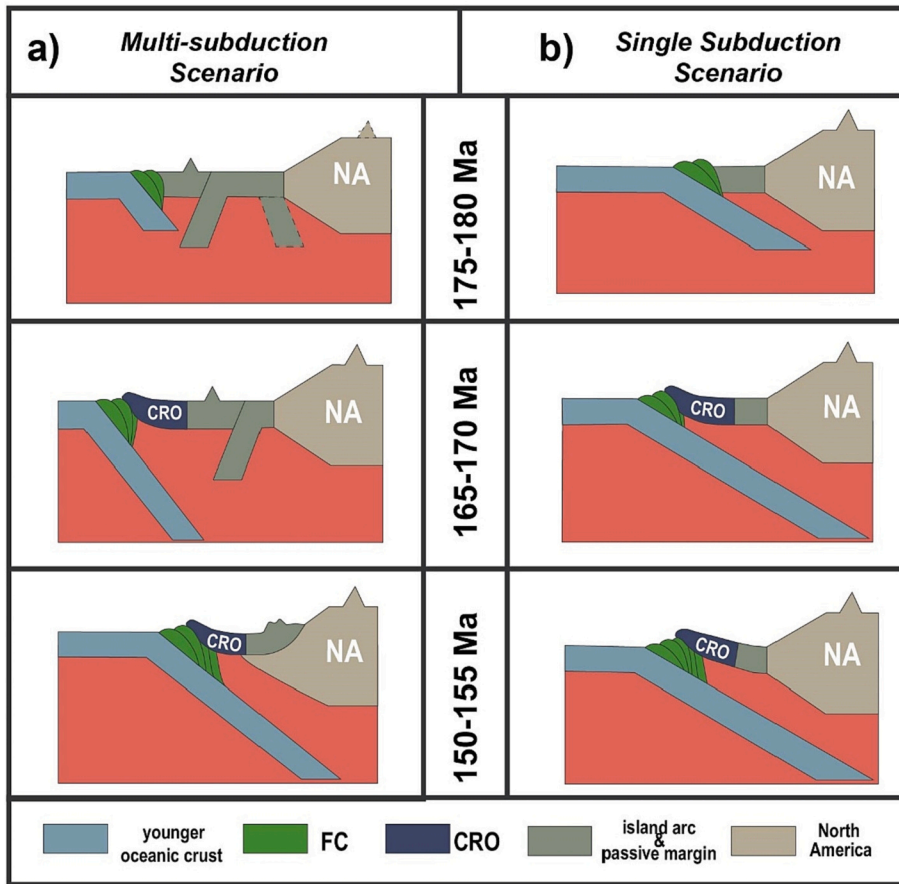 a)
Multi-subduction
Scenario
b)
Single Subduction
Scenario
NA
175-180 Ma
NA
CRO
NA
165-170 Ma
CRO
NA
CRO
NA
150-155 Ma
CRO
NA
younger
oceanic crust
FC
CRO
island arc
&
passive margin
North
America